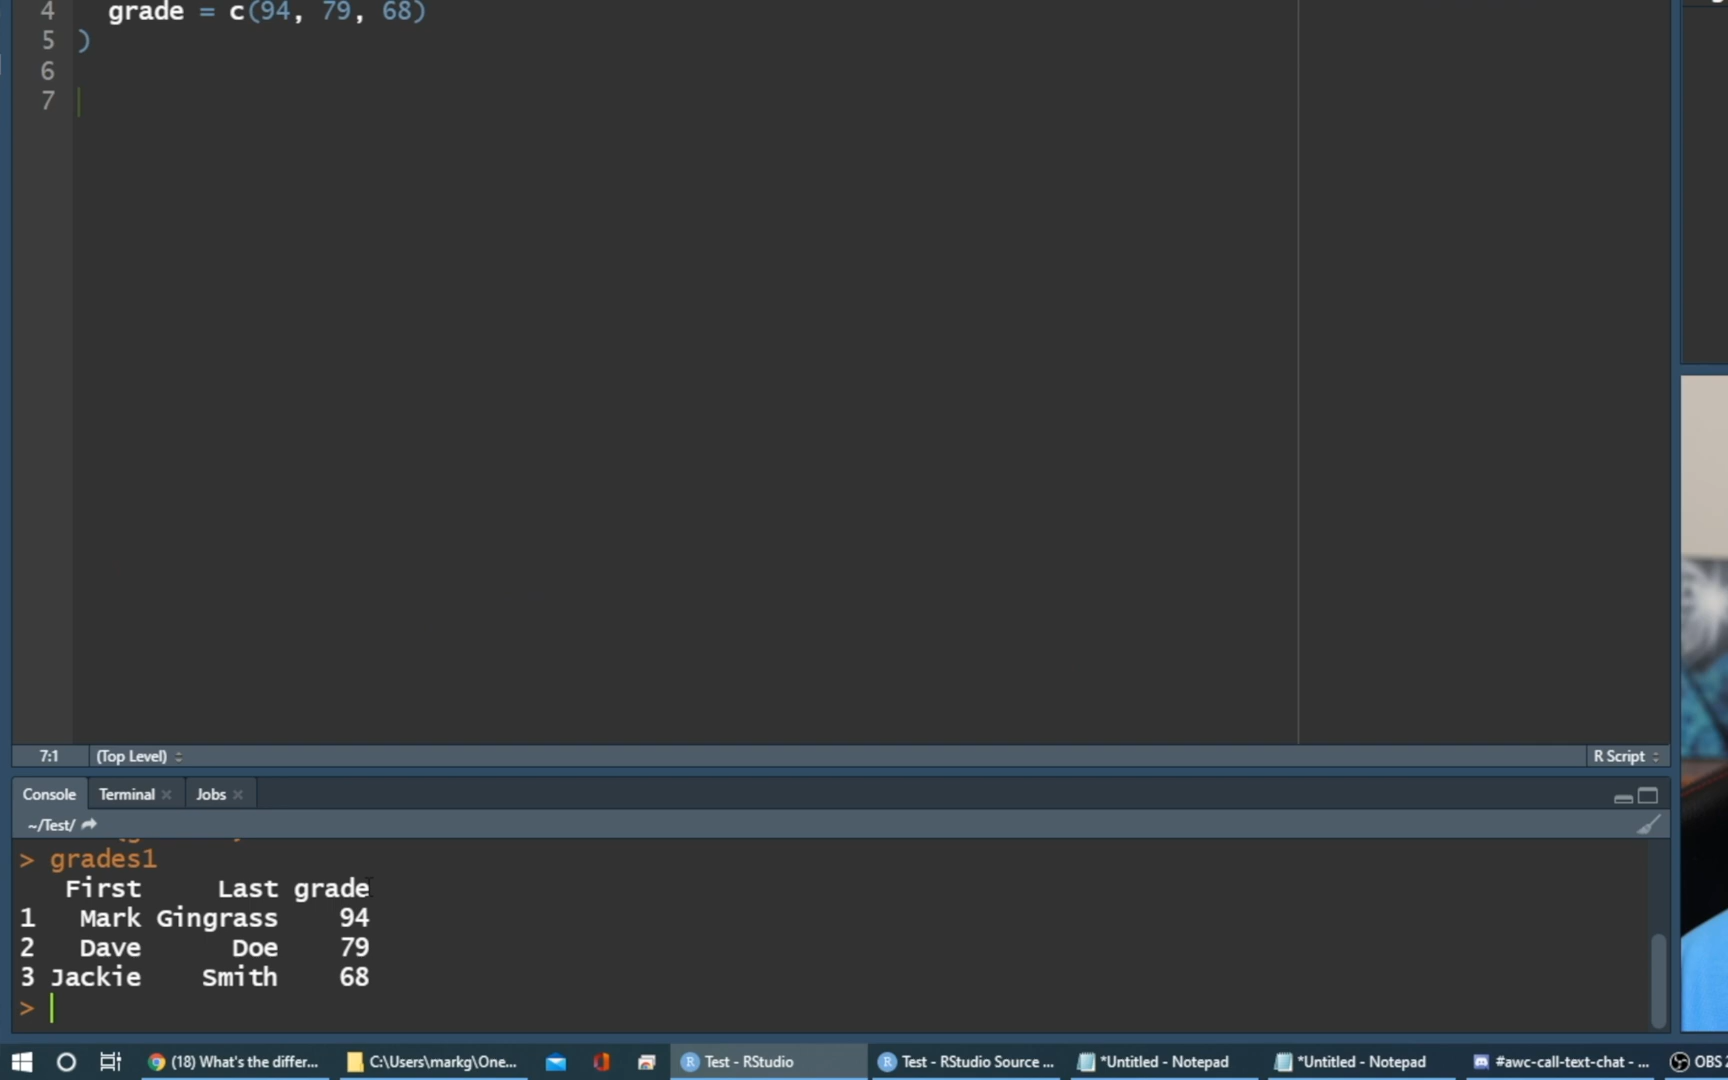 4 grade = c(94, 79, 68)
5 )
6
7
7:1 (Top Level) R Script
Console Terminal × Jobs ×
~/Test/
> grades1
First Last grade
1 Mark Gingrass 94
2 Dave Doe 79
3 Jackie Smith 68
>
(18) What's the differ... C:\Users\markg\One... Test - RStudio Test - RStudio Source ... *Untitled - Notepad *Untitled - Notepad #awc-call-text-chat - ... OBS